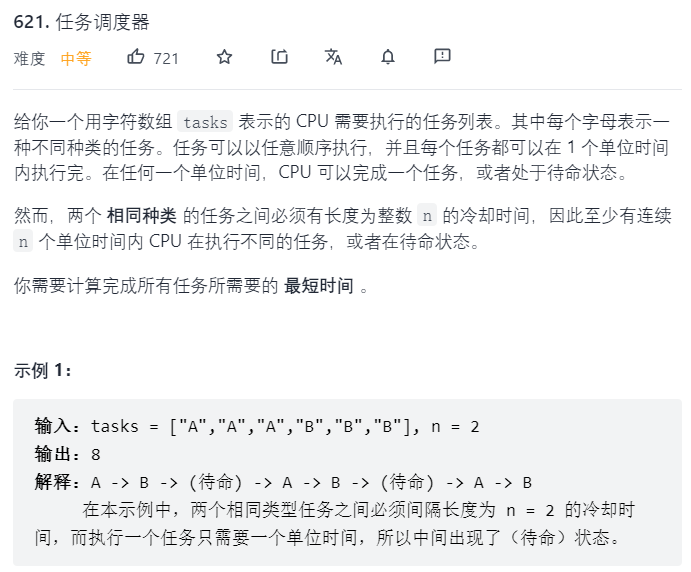 621. 任务调度器
难度 中等 721
给你一个用字符数组 tasks 表示的 CPU 需要执行的任务列表。其中每个字母表示一
种不同种类的任务。任务可以以任意顺序执行，并且每个任务都可以在 1 个单位时间
内执行完。在任何一个单位时间，CPU 可以完成一个任务，或者处于待命状态。
然而，两个 相同种类 的任务之间必须有长度为整数 n 的冷却时间，因此至少有连续
n 个单位时间内 CPU 在执行不同的任务，或者在待命状态。
你需要计算完成所有任务所需要的 最短时间 。
示例 1：
输入：tasks = ["A","A","A","B","B","B"], n = 2
输出：8
解释：A -> B -> (待命) -> A -> B -> (待命) -> A -> B
在本示例中，两个相同类型任务之间必须间隔长度为 n = 2 的冷却时
间，而执行一个任务只需要一个单位时间，所以中间出现了（待命）状态。